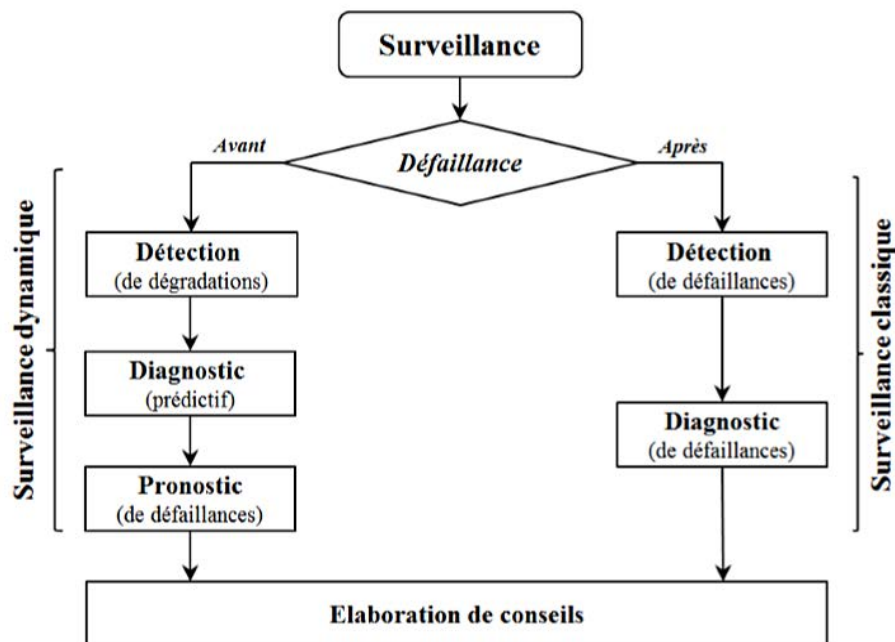 Surveillance
Avant
Après
Défaillance
Surveillance dynamique
Détection
(de dégradations)
Diagnostic
(prédictif)
Pronostic
(de défaillances)
Détection
(de défaillances)
Diagnostic
(de défaillances)
Surveillance classique
Elaboration de conseils